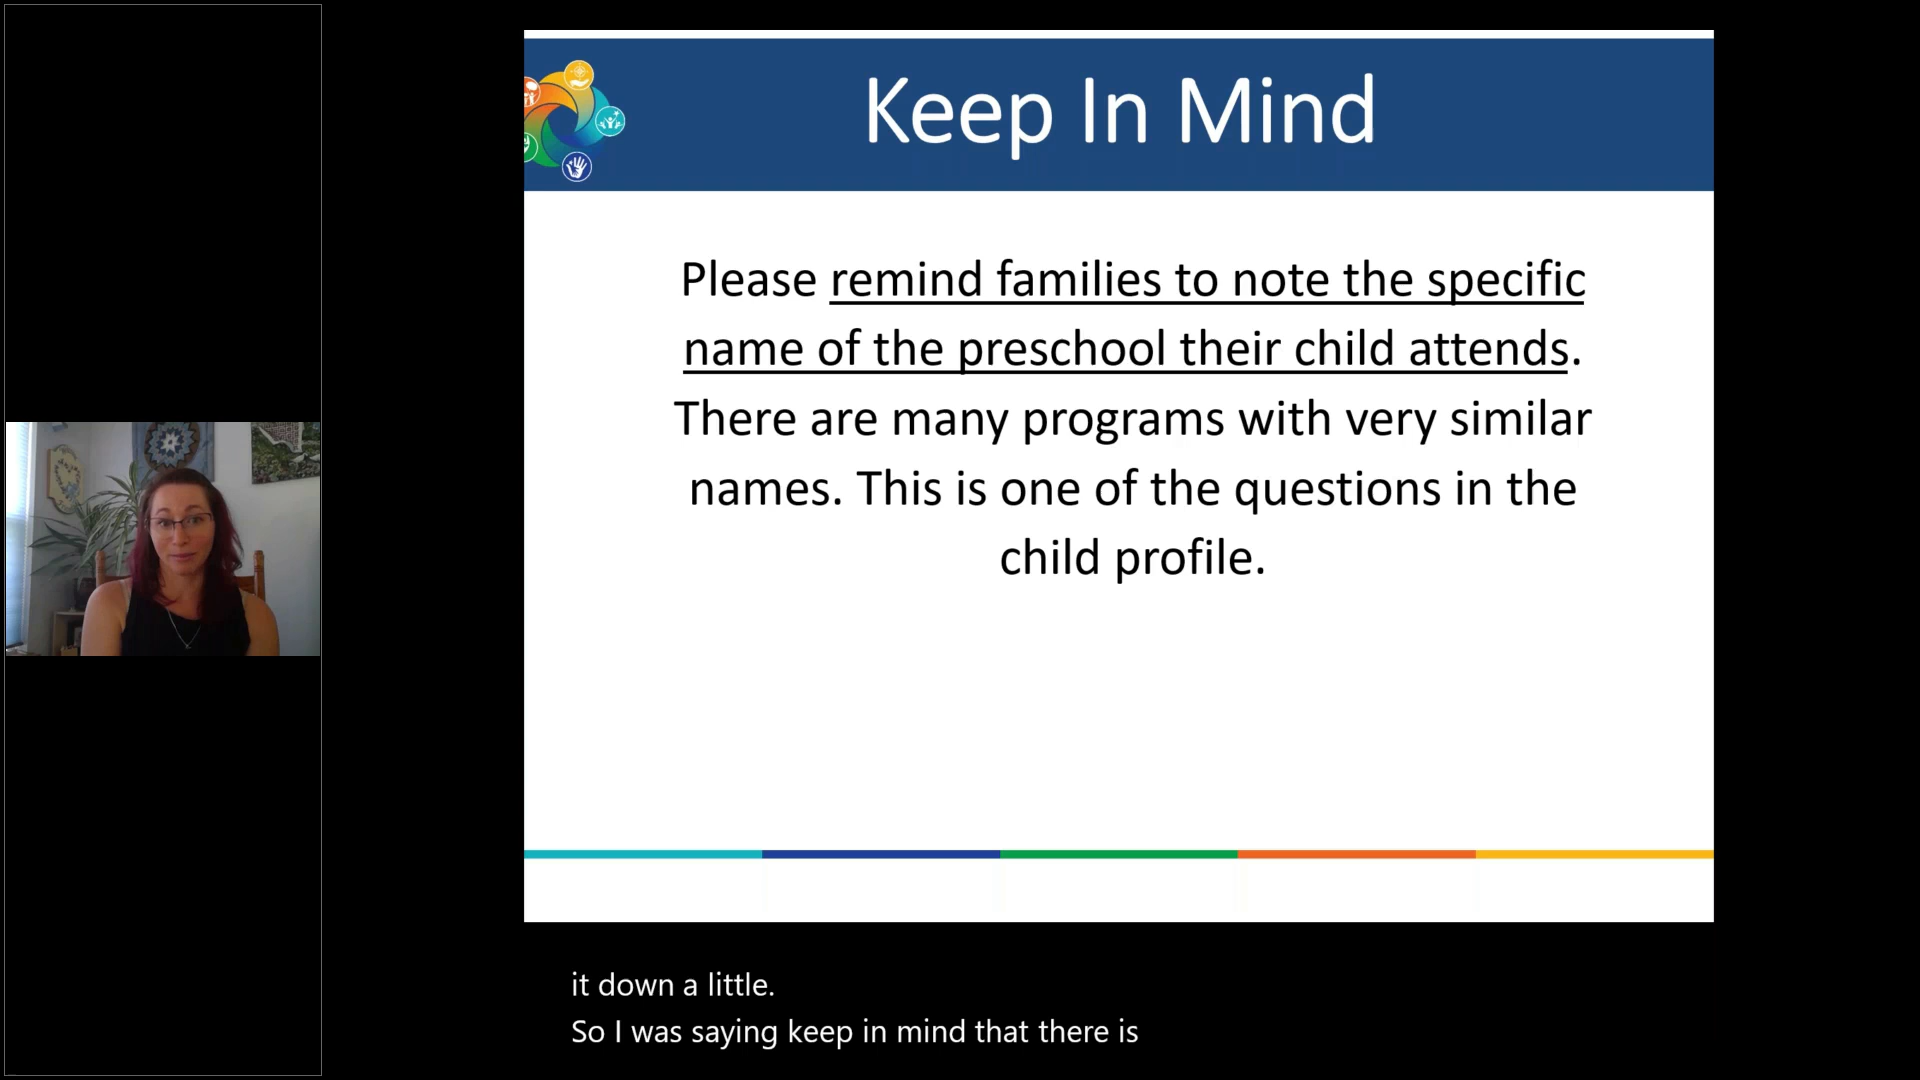 Keep In Mind
Please remind families to note the specific
name of the preschool their child attends.
There are many programs with very similar
names. This is one of the questions in the
child profile.
it down a little.
So I was saying keep in mind that there is